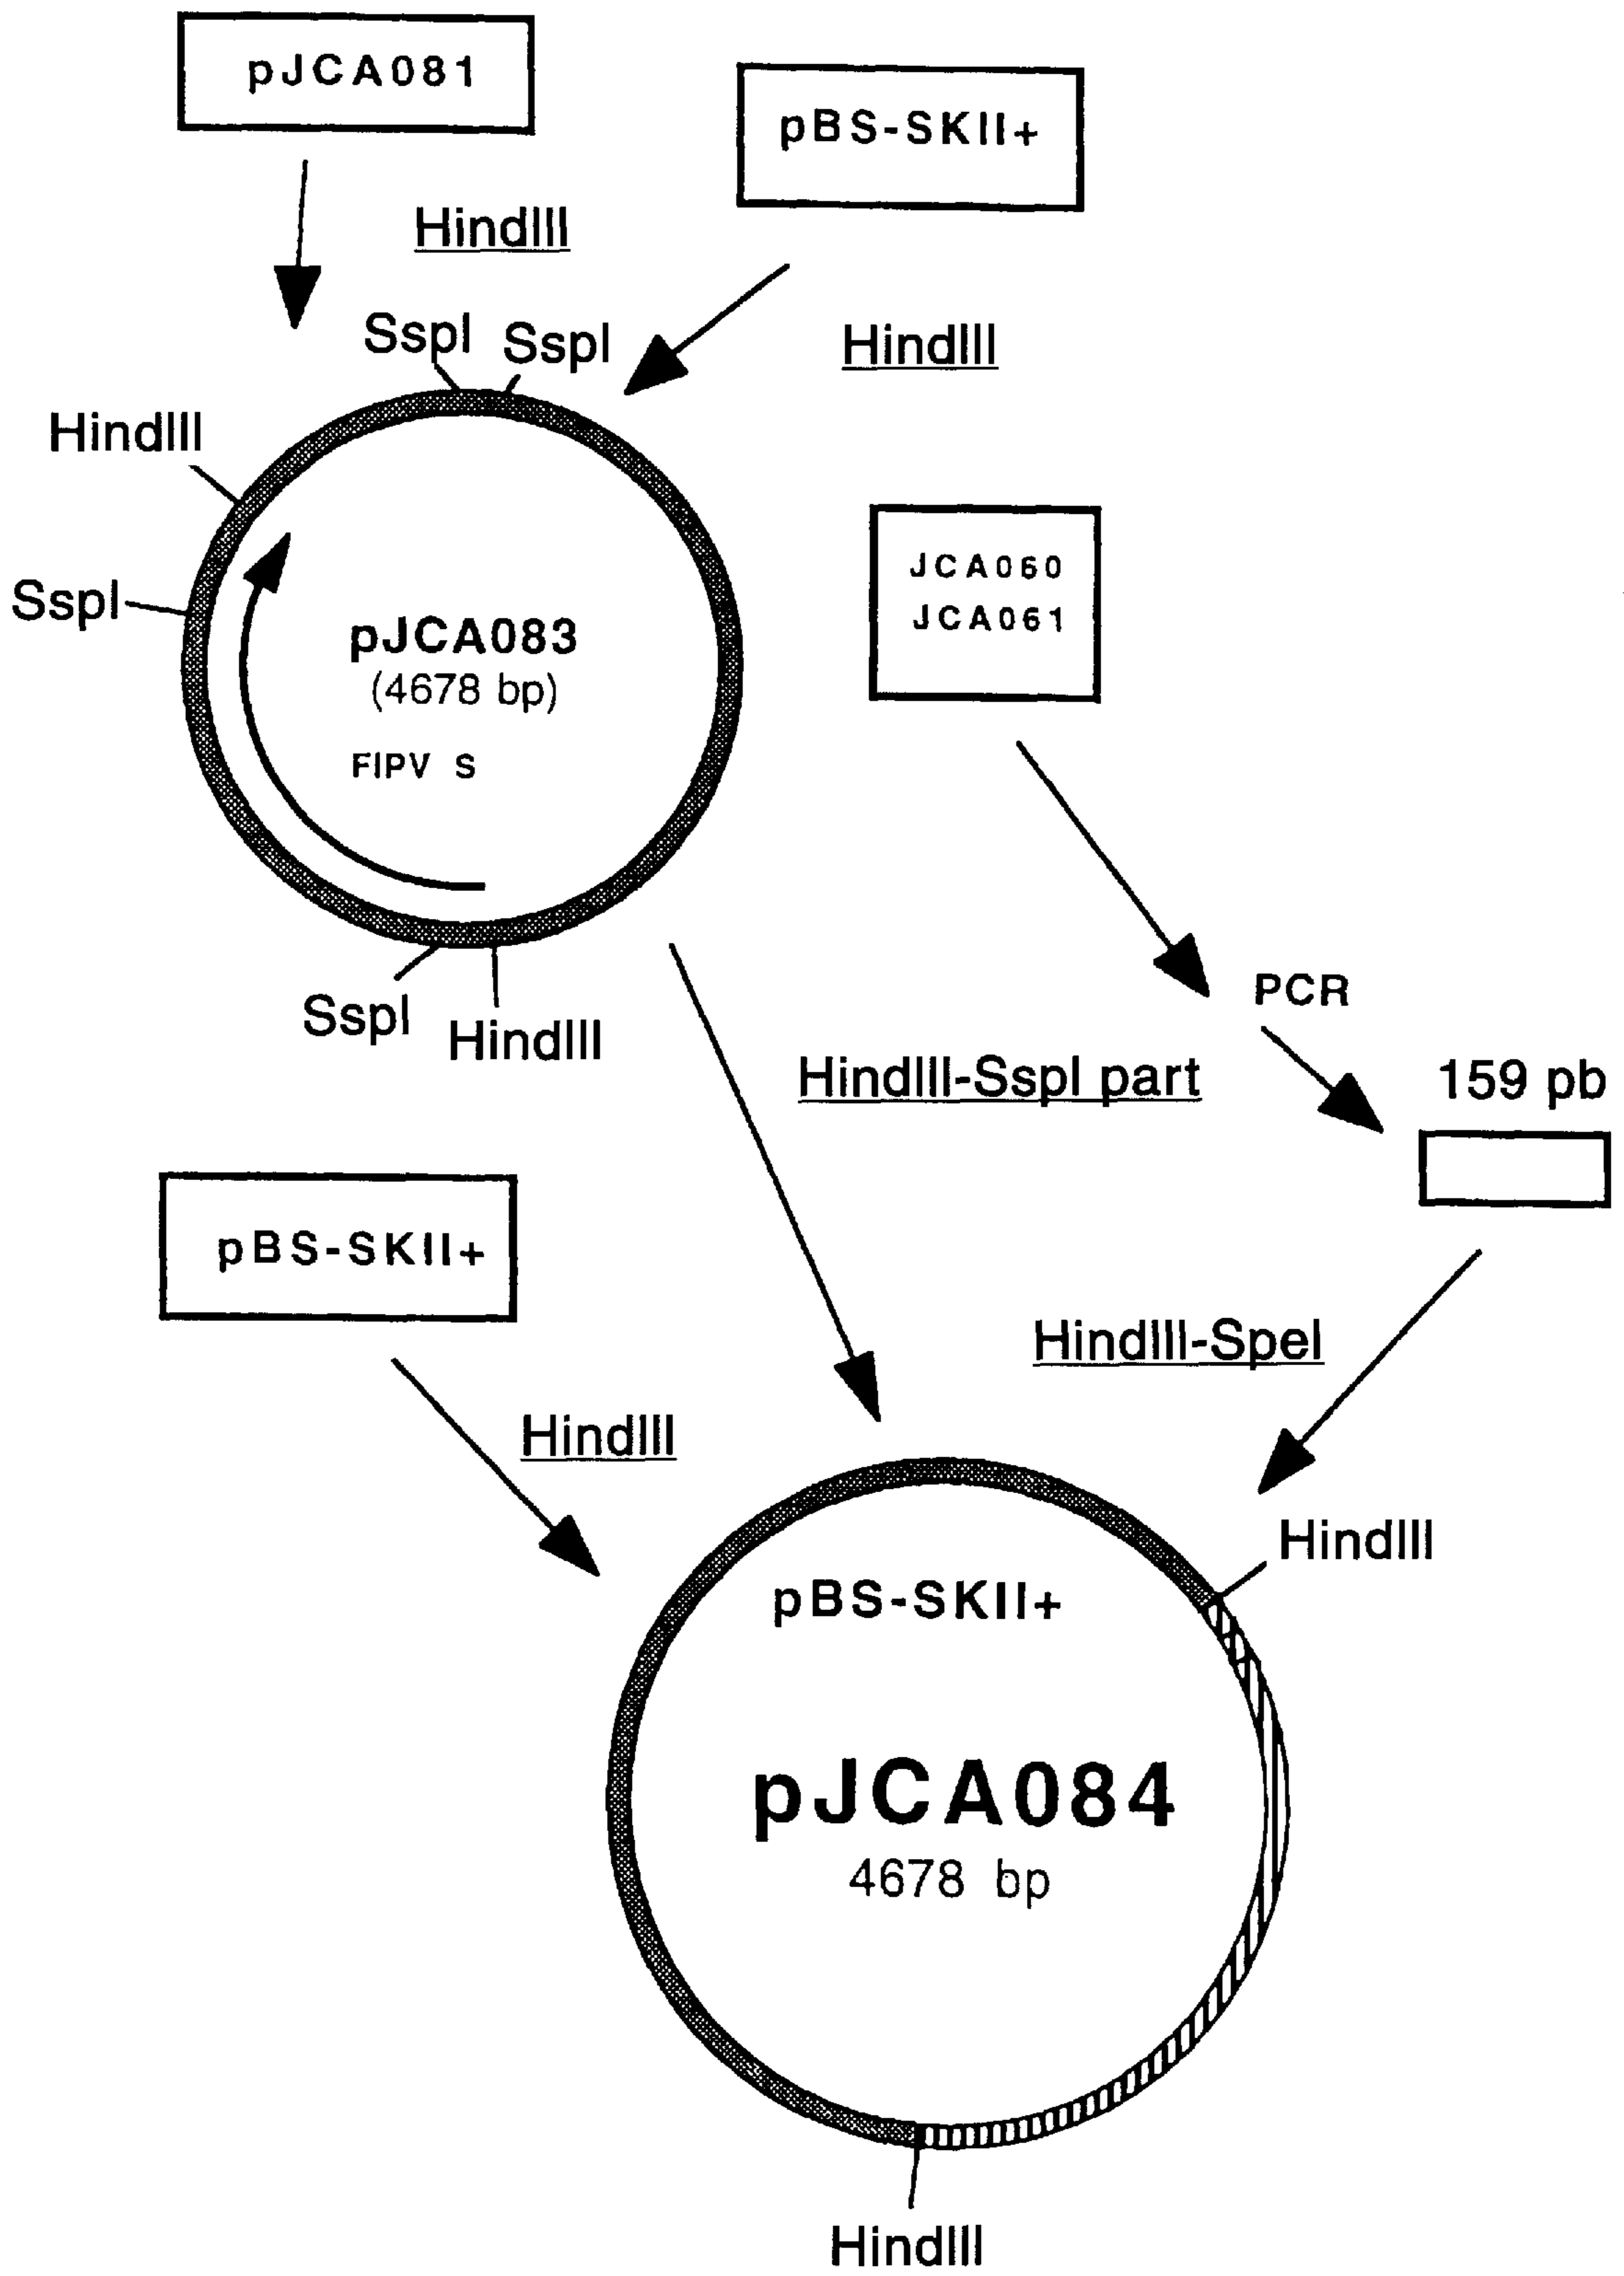 pJCA081
pBS-SKII+
HindIII
HindIII
SspI
SspI
HindIII
SspI
pJCA083
(4678 bp)
FIPV S
SspI
HindIII
JCA060
JCA061
PCR
159 pb
HindIII-SspI part
pBS-SKII+
HindIII-SpeI
HindIII
HindIII
pBS-SKII+
pJCA084
4678 bp
HindIII